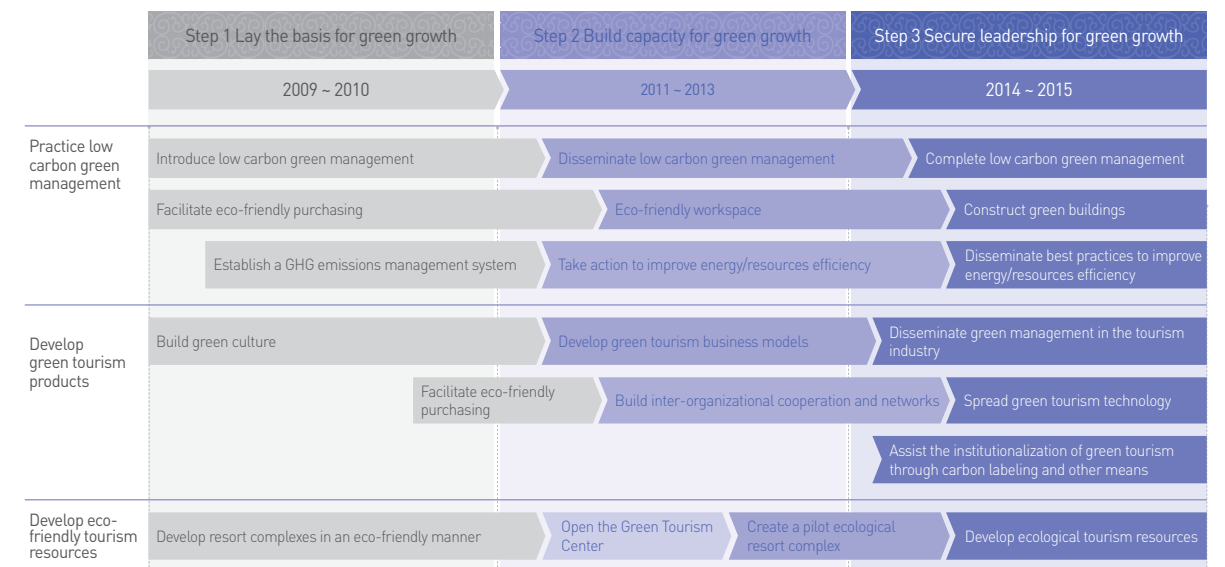 Step 1 Lay the basis for green growth
Step 2 Build capacity for green growth
Step 3 Secure leadership for green growth
2009 ~ 2010
2011 ~ 2013
2014 ~ 2015
Practice low
carbon green
management
Introduce low carbon green management
Disseminate low carbon green management
Complete low carbon green management
Facilitate eco-friendly purchasing
Eco-friendly workspace
Construct green buildings
Establish a GHG emissions management system
Take action to improve energy/resources efficiency
Disseminate best practices to improve
energy/resources efficiency
Develop
green tourism
products
Build green culture
Develop green tourism business models
Disseminate green management in the tourism
industry
Facilitate eco-friendly
purchasing
Build inter-organizational cooperation and networks
Spread green tourism technology
Assist the institutionalization of green tourism
through carbon labeling and other means
Develop eco-
friendly tourism
resources
Develop resort complexes in an eco-friendly manner
Open the Green Tourism
Center
Create a pilot ecological
resort complex
Develop ecological tourism resources